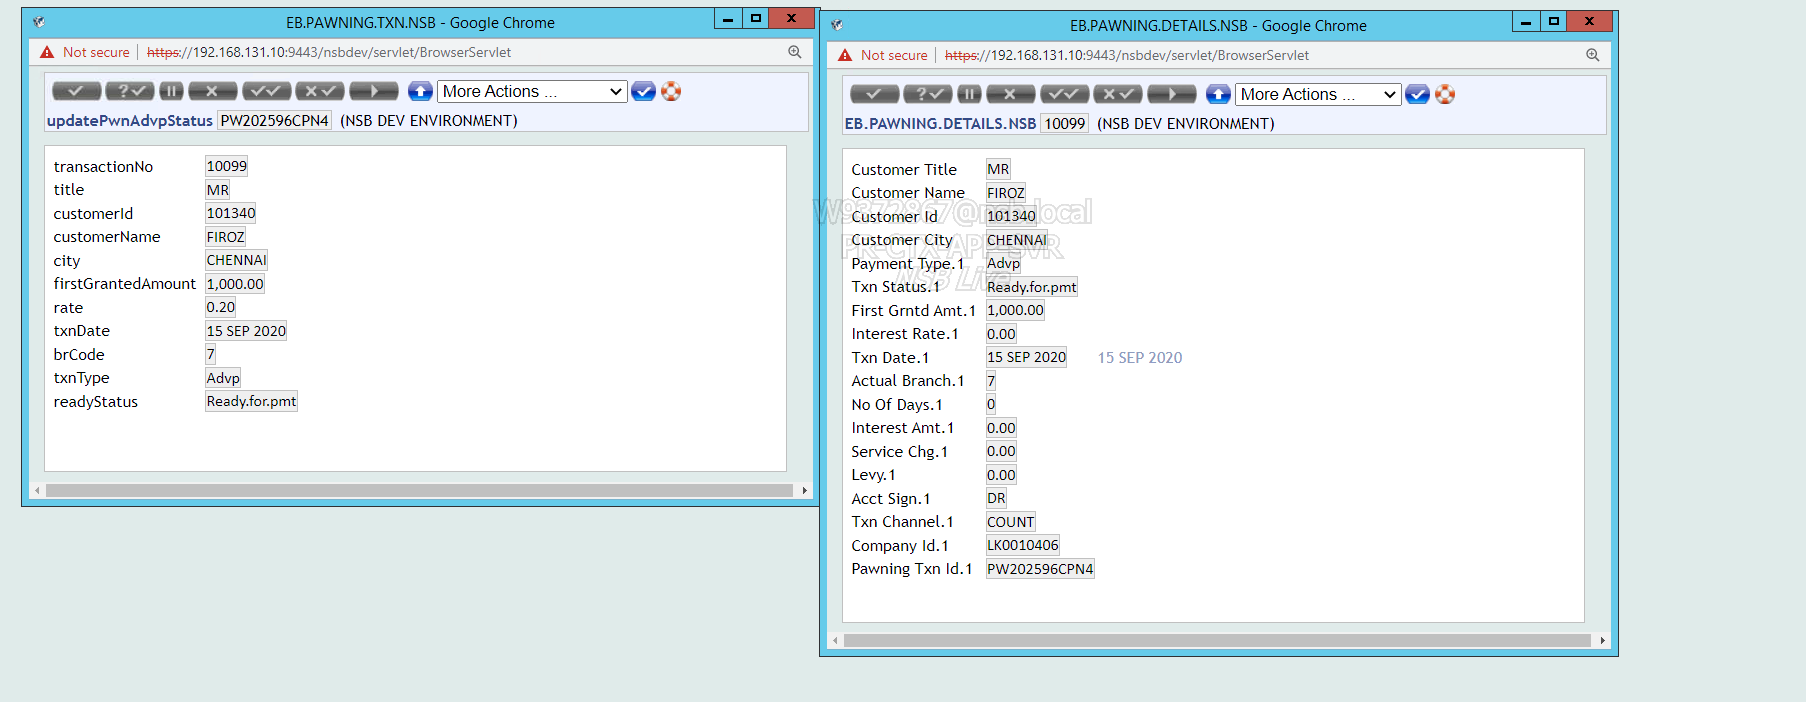 EB.PAWNING.TXN.NSB - Google Chrome
Not secure | https://192.168.131.10:9443/nsbdev/servlet/BrowserServlet
More Actions ...
updatePwnAdvpStatus PW202596CPN4 (NSB DEV ENVIRONMENT)
transactionNo 10099
title MR
customerId 101340
customerName FIROZ
city CHENNAI
firstGrantedAmount 1,000.00
rate 0.20
txnDate 15 SEP 2020
brCode 7
txnType Advp
readyStatus Ready.for.pmt
EB.PAWNING.DETAILS.NSB - Google Chrome
Not secure | https://192.168.131.10:9443/nsbdev/servlet/BrowserServlet
More Actions ...
EB.PAWNING.DETAILS.NSB 10099 (NSB DEV ENVIRONMENT)
Customer Title MR
Customer Name FIROZ
Customer Id 101340
Customer City CHENNAI
Payment Type.1 Advp
Txn Status.1 Ready.for.pmt
First Grntd Amt.1 1,000.00
Interest Rate.1 0.00
Txn Date.1 15 SEP 2020 15 SEP 2020
Actual Branch.1 7
No Of Days.1 0
Interest Amt.1 0.00
Service Chg.1 0.00
Levy.1 0.00
Acct Sign.1 DR
Txn Channel.1 COUNT
Company Id.1 LK0010406
Pawning Txn Id.1 PW202596CPN4
NSB Live